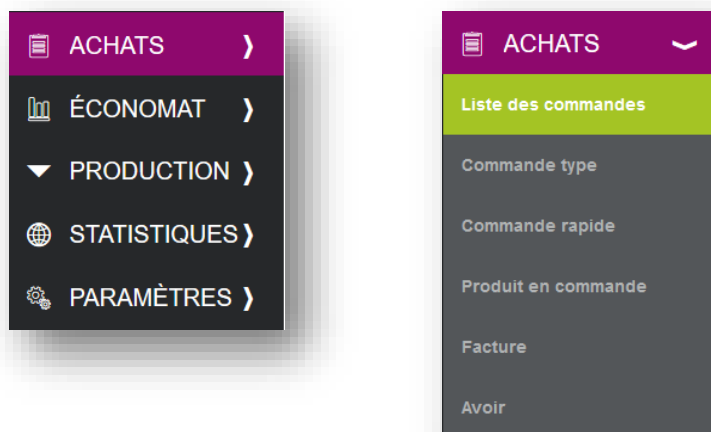 ACHATS
ÉCONOMAT
PRODUCTION
STATISTIQUES
PARAMÈTRES
ACHATS
Liste des commandes
Commande type
Commande rapide
Produit en commande
Facture
Avoir